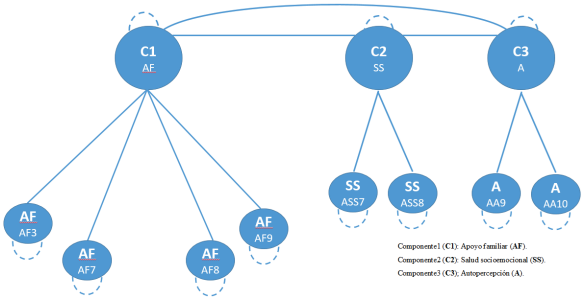 C1
AF
C2
SS
C3
A
AF
AF3
AF
AF7
AF
AF8
AF
AF9
SS
ASS7
SS
ASS8
A
AA9
A
AA10
Componente1 (C1): Apoyo familiar (AF).
Componente2 (C2): Salud socioemocional (SS).
Componente3 (C3); Autopercepción (A).